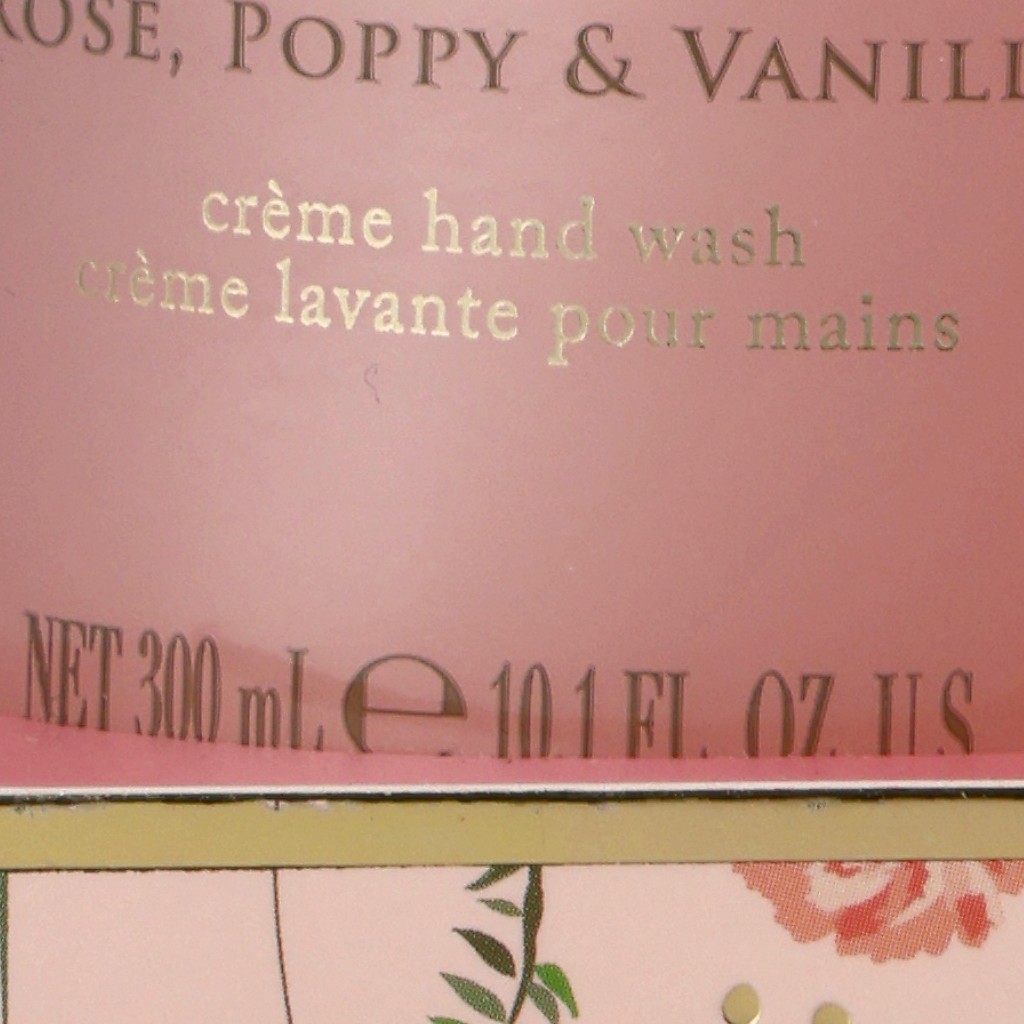 ROSE, POPPY & VANILL
crème hand wash
crème lavante pour mains
NET 300 mL e 10.1 FL. OZ. U.S.